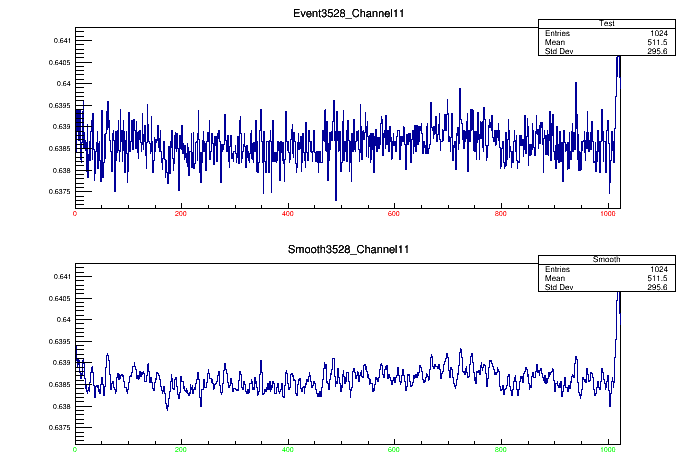 Event3528_Channel11
Test
Entries 1024
Mean 511.5
Std Dev 295.6
0.641
0.6405
0.64
0.6395
0.639
0.6385
0.638
0.6375
0 200 400 600 800 1000
Smooth3528_Channel11
Smooth
Entries 1024
Mean 511.5
Std Dev 295.6
0.641
0.6405
0.64
0.6395
0.639
0.6385
0.638
0.6375
0 200 400 600 800 1000